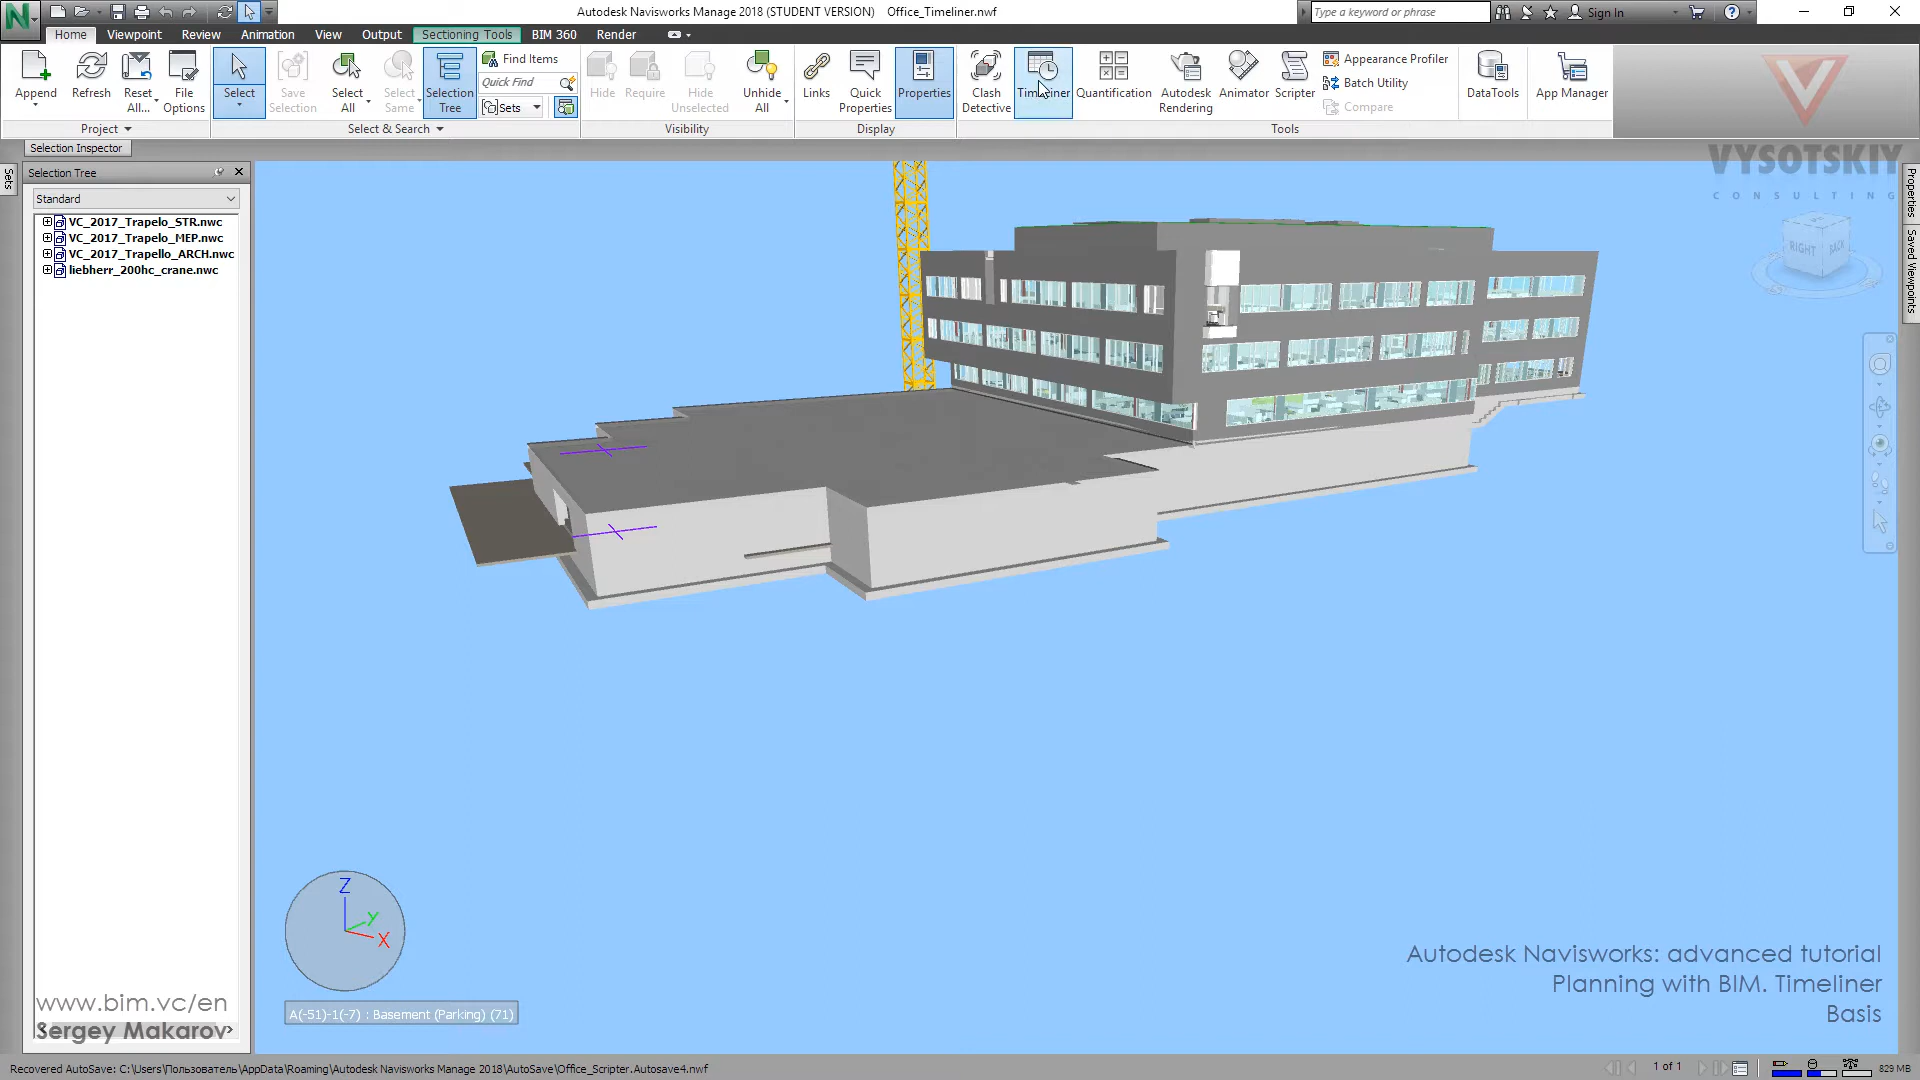 Autodesk Navisworks Manage 2018 (STUDENT VERSION) Office_Timeliner.nwf
Type a keyword or phrase
Sign In
Home Viewpoint Review Animation View Output Sectioning Tools BIM 360 Render
Append
Refresh
Reset All...
File Options
Project
Select
Save Selection
Select All
Select Same
Selection Tree
Find Items
Quick Find
Sets
Select & Search
Hide
Require
Hide Unselected
Unhide All
Visibility
Links
Quick Properties
Properties
Display
Clash Detective
TimeLiner
Quantification
Autodesk Rendering
Animator
Scripter
Appearance Profiler
Batch Utility
Compare
Tools
DataTools
App Manager
VYSOTSKIY
CONSULTING
Selection Inspector
Sets
Selection Tree
Standard
VC_2017_Trapelo_STR.nwc
VC_2017_Trapelo_MEP.nwc
VC_2017_Trapello_ARCH.nwc
liebherr_200hc_crane.nwc
Properties
Saved Viewpoints
RIGHT
BACK
Z
Y
X
A(-51)-1(-7) : Basement (Parking) (71)
www.bim.vc/en
Sergey Makarov
Autodesk Navisworks: advanced tutorial
Planning with BIM. Timeliner
Basis
Recovered AutoSave: C:\Users\Пользователь\AppData\Roaming\Autodesk Navisworks Manage 2018\AutoSave\Office_Scripter.Autosave4.nwf
1 of 1
829 MB